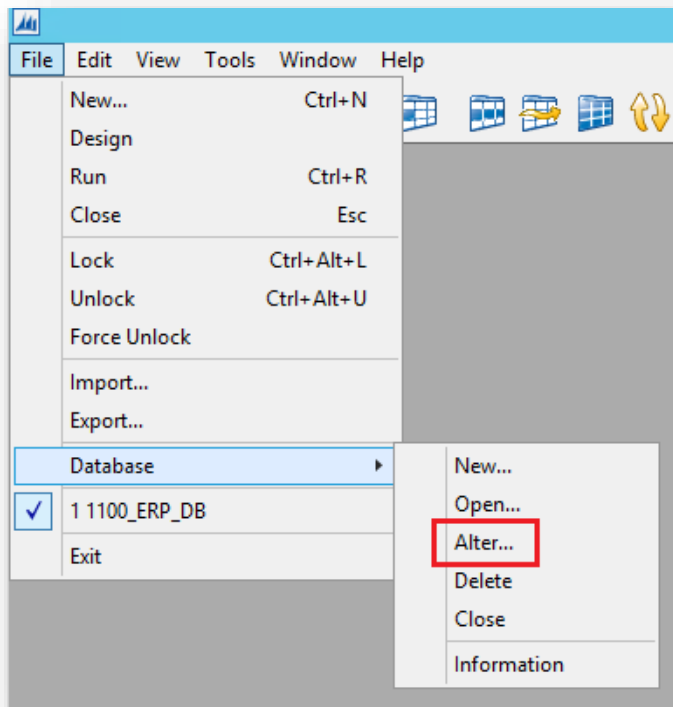 File Edit View Tools Window Help
New... Ctrl+N
Design
Run Ctrl+R
Close Esc
Lock Ctrl+Alt+L
Unlock Ctrl+Alt+U
Force Unlock
Import...
Export...
Database
1 1100_ERP_DB
Exit
New...
Open...
Alter...
Delete
Close
Information